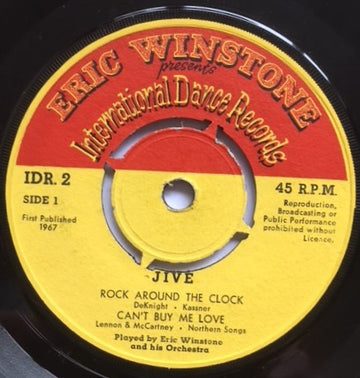 ERIC WINSTONE
presents
International Dance Records
IDR. 2
SIDE 1
First Published
1967
45 R.P.M.
Reproduction,
Broadcasting or
Public Performance
prohibited without
Licence.
JIVE
ROCK AROUND THE CLOCK
DeKnight · Kassner
CAN'T BUY ME LOVE
Lennon & McCartney · Northern Songs
Played by Eric Winstone
and his Orchestra